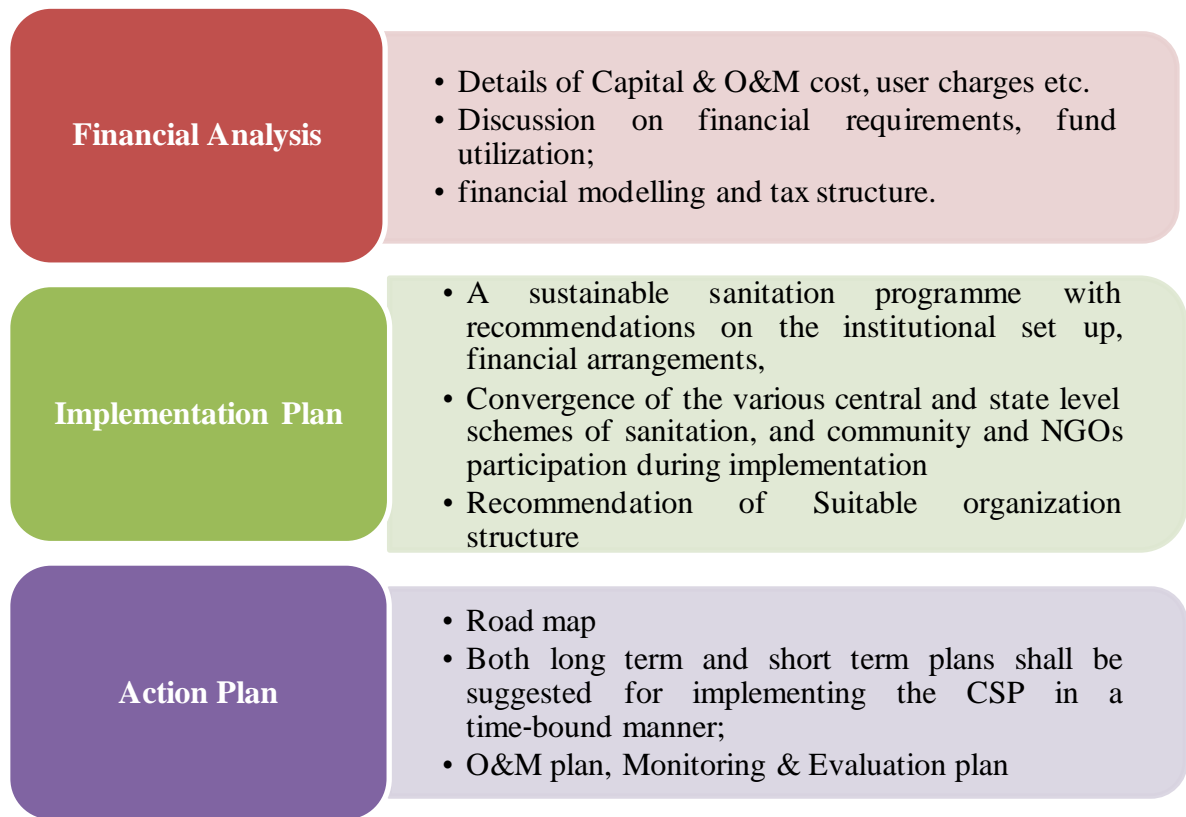 Financial Analysis
• Details of Capital & O&M cost, user charges etc.
• Discussion on financial requirements, fund
utilization;
• financial modelling and tax structure.
Implementation Plan
• A sustainable sanitation programme with
recommendations on the institutional set up,
financial arrangements,
• Convergence of the various central and state level
schemes of sanitation, and community and NGOs
participation during implementation
• Recommendation of Suitable organization
structure
Action Plan
• Road map
• Both long term and short term plans shall be
suggested for implementing the CSP in a
time-bound manner;
• O&M plan, Monitoring & Evaluation plan